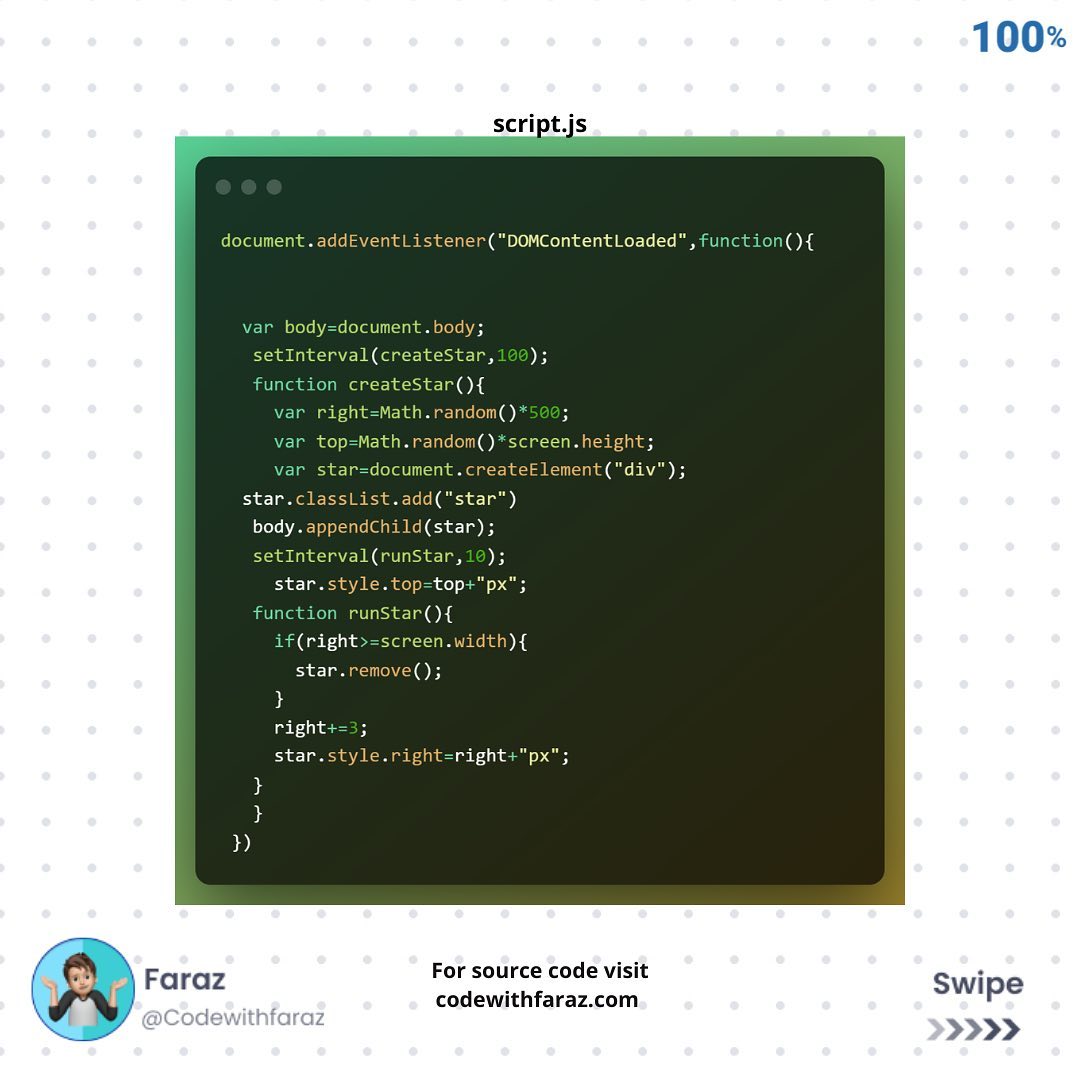 100%
script.js
document.addEventListener("DOMContentLoaded",function(){
var body=document.body;
setInterval(createStar,100);
function createStar(){
var right=Math.random()*500;
var top=Math.random()*screen.height;
var star=document.createElement("div");
star.classList.add("star")
body.appendChild(star);
setInterval(runStar,10);
star.style.top=top+"px";
function runStar(){
if(right>=screen.width){
star.remove();
}
right+=3;
star.style.right=right+"px";
}
}
})
Faraz
@Codewithfaraz
For source code visit
codewithfaraz.com
Swipe